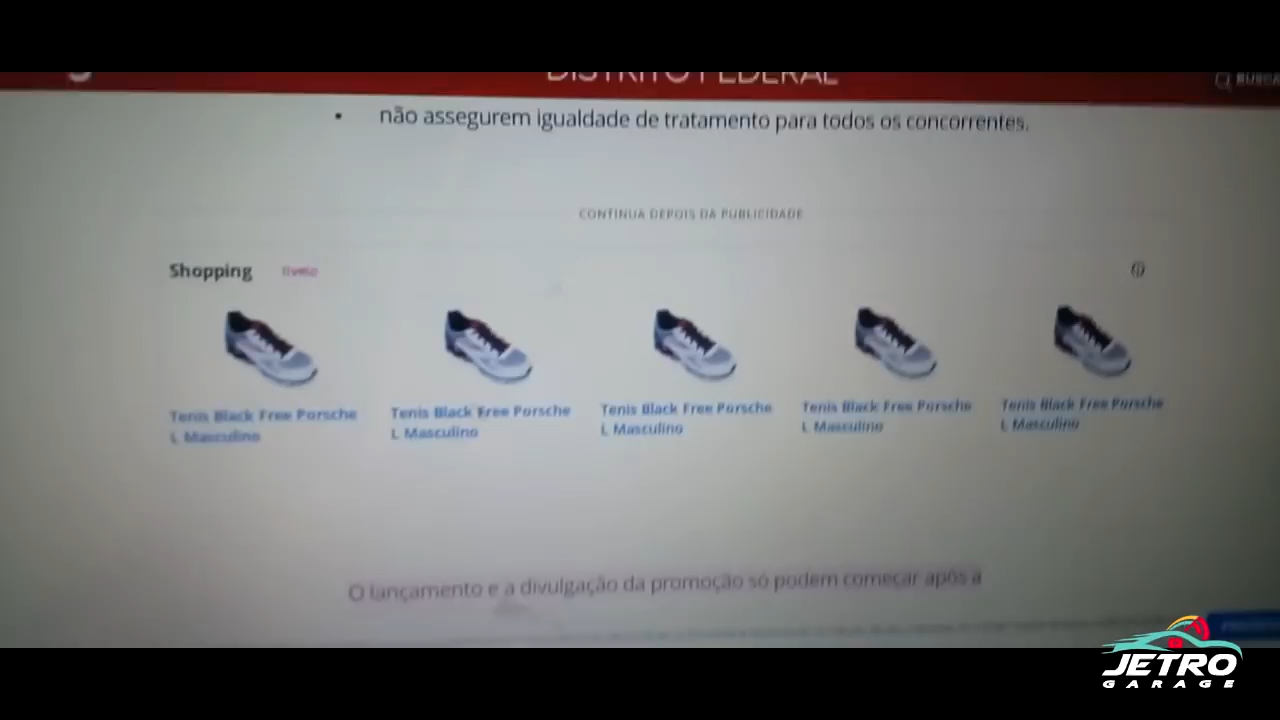 DISTRITO FEDERAL
BUSCA
• não assegurem igualdade de tratamento para todos os concorrentes.
CONTINUA DEPOIS DA PUBLICIDADE
Shopping livelo
Tenis Black Free Porsche
L Masculino
Tenis Black Free Porsche
L Masculino
Tenis Black Free Porsche
L Masculino
Tenis Black Free Porsche
L Masculino
Tenis Black Free Porsche
L Masculino
O lançamento e a divulgação da promoção só podem começar após a
JETRO
GARAGE